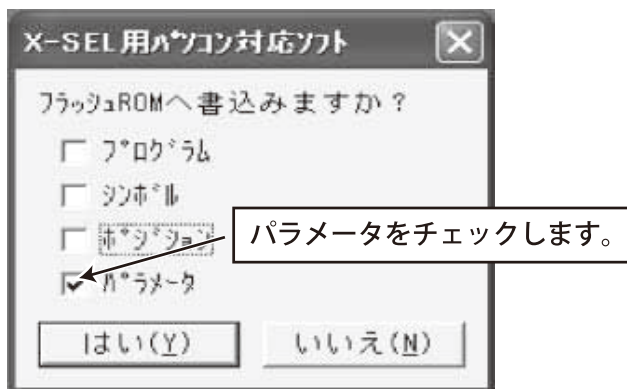 X-SEL用ﾊﾟｿｺﾝ対応ｿﾌﾄ
ﾌﾗｯｼｭROMへ書込みますか？
ﾌﾟﾛｸﾞﾗﾑ
ｼﾝﾎﾞﾙ
ﾎﾟｼﾞｼｮﾝ
パラメータをチェックします。
ﾊﾟﾗﾒｰﾀ
はい(Y)
いいえ(N)